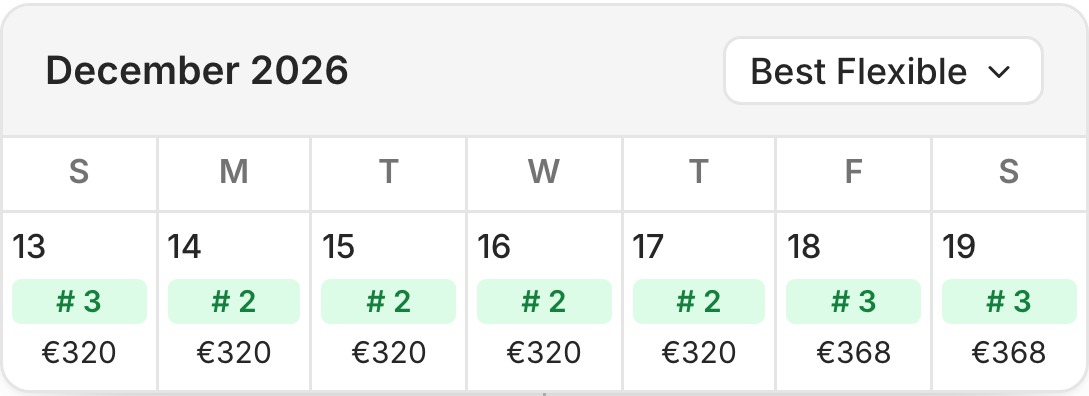 December 2026 Best Flexible
S M T W T F S
13 14 15 16 17 18 19
# 3 # 2 # 2 # 2 # 2 # 3 # 3
€320 €320 €320 €320 €320 €368 €368